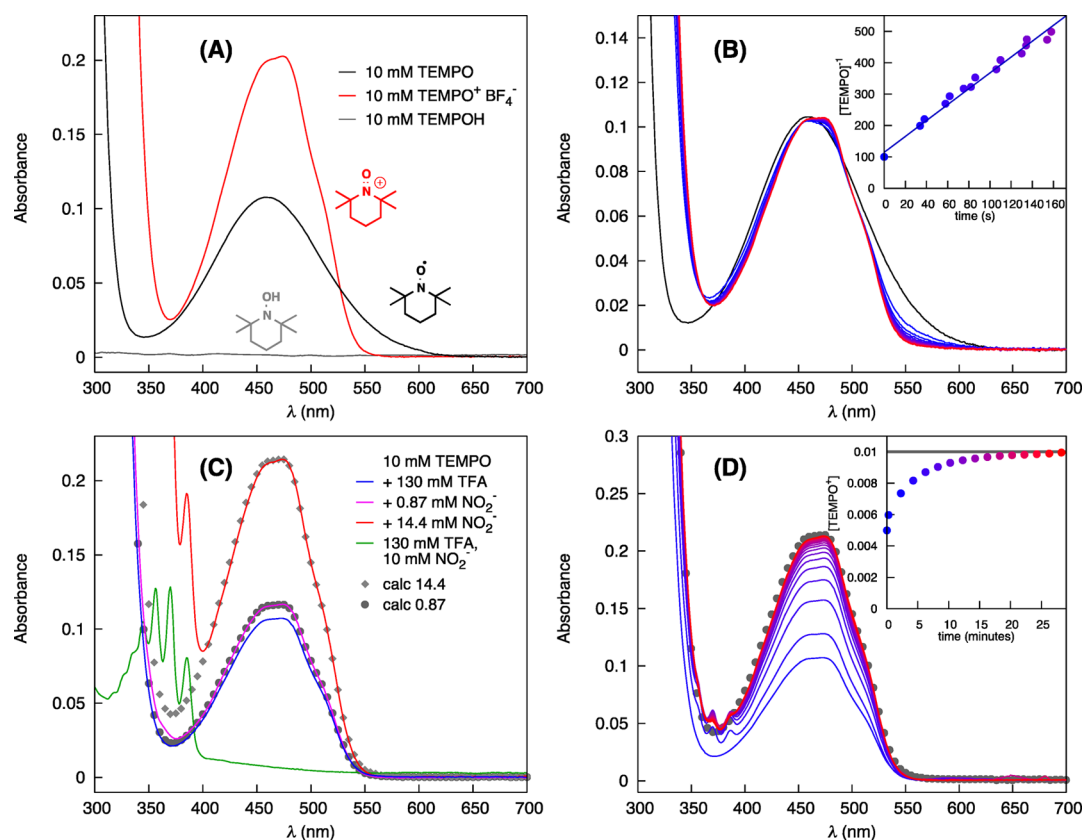 (A)
Absorbance
0.2
0.15
0.1
0.05
0
300 350 400 450 500 550 600 650 700
λ (nm)
10 mM TEMPO
10 mM TEMPO⁺ BF₄⁻
10 mM TEMPOH
O
N
+
O•
N
OH
N
(B)
Absorbance
0.14
0.12
0.1
0.08
0.06
0.04
0.02
0
300 350 400 450 500 550 600 650 700
λ (nm)
[TEMPO]⁻¹
500
400
300
200
100
0
0 20 40 60 80 100 120 140 160
time (s)
(C)
Absorbance
0.2
0.15
0.1
0.05
0
300 350 400 450 500 550 600 650 700
λ (nm)
10 mM TEMPO
+ 130 mM TFA
+ 0.87 mM NO₂⁻
+ 14.4 mM NO₂⁻
130 mM TFA,
10 mM NO₂⁻
calc 14.4
calc 0.87
(D)
Absorbance
0.3
0.25
0.2
0.15
0.1
0.05
0
300 350 400 450 500 550 600 650 700
λ (nm)
[TEMPO⁺]
0.01
0.008
0.006
0.004
0.002
0
0 5 10 15 20 25
time (minutes)